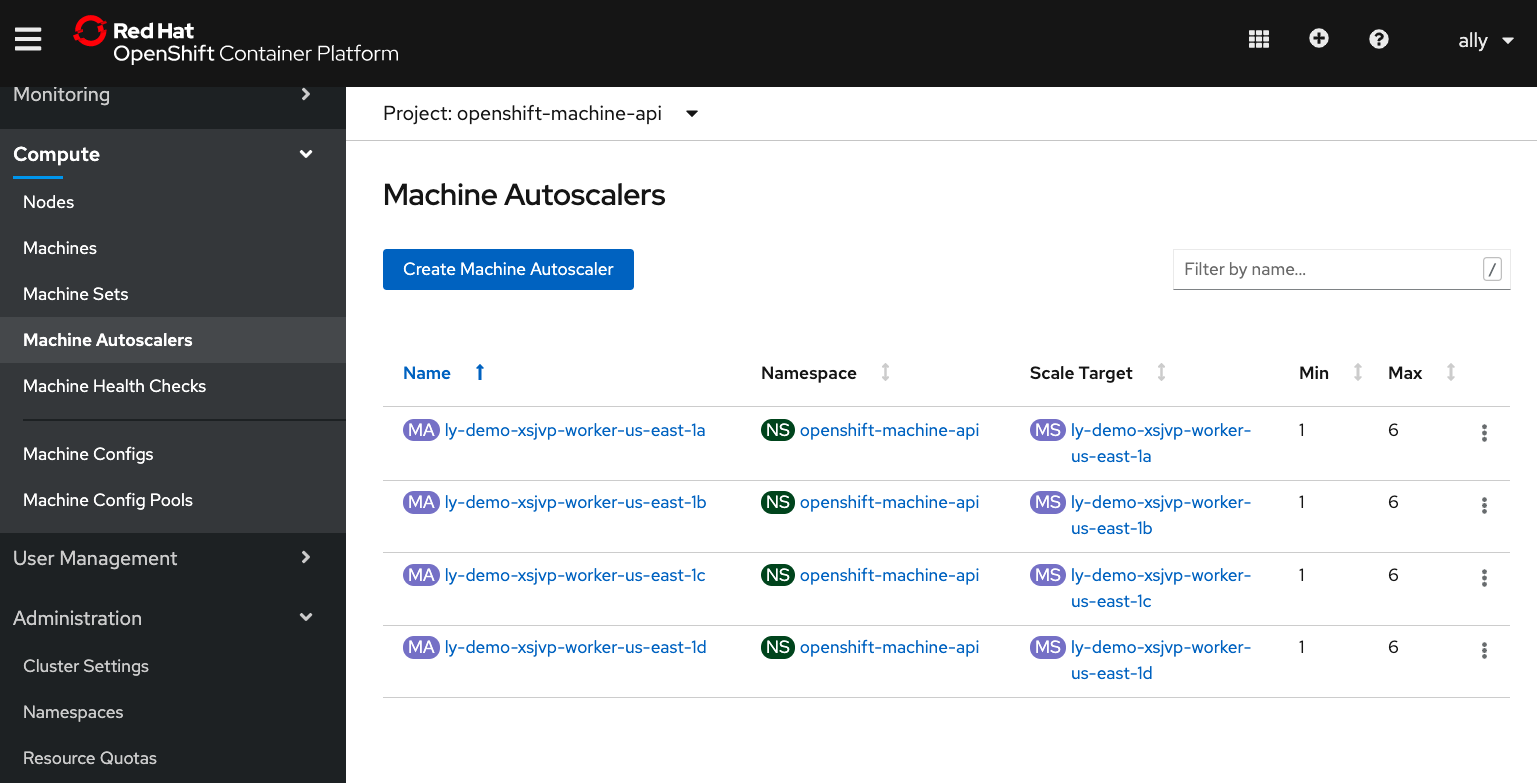 Red Hat
OpenShift Container Platform
ally
Monitoring
Compute
Nodes
Machines
Machine Sets
Machine Autoscalers
Machine Health Checks
Machine Configs
Machine Config Pools
User Management
Administration
Cluster Settings
Namespaces
Resource Quotas
Project: openshift-machine-api
Machine Autoscalers
Create Machine Autoscaler
Filter by name... /
Name Namespace Scale Target Min Max
MA ly-demo-xsjvp-worker-us-east-1a NS openshift-machine-api MS ly-demo-xsjvp-worker- 1 6
us-east-1a
MA ly-demo-xsjvp-worker-us-east-1b NS openshift-machine-api MS ly-demo-xsjvp-worker- 1 6
us-east-1b
MA ly-demo-xsjvp-worker-us-east-1c NS openshift-machine-api MS ly-demo-xsjvp-worker- 1 6
us-east-1c
MA ly-demo-xsjvp-worker-us-east-1d NS openshift-machine-api MS ly-demo-xsjvp-worker- 1 6
us-east-1d